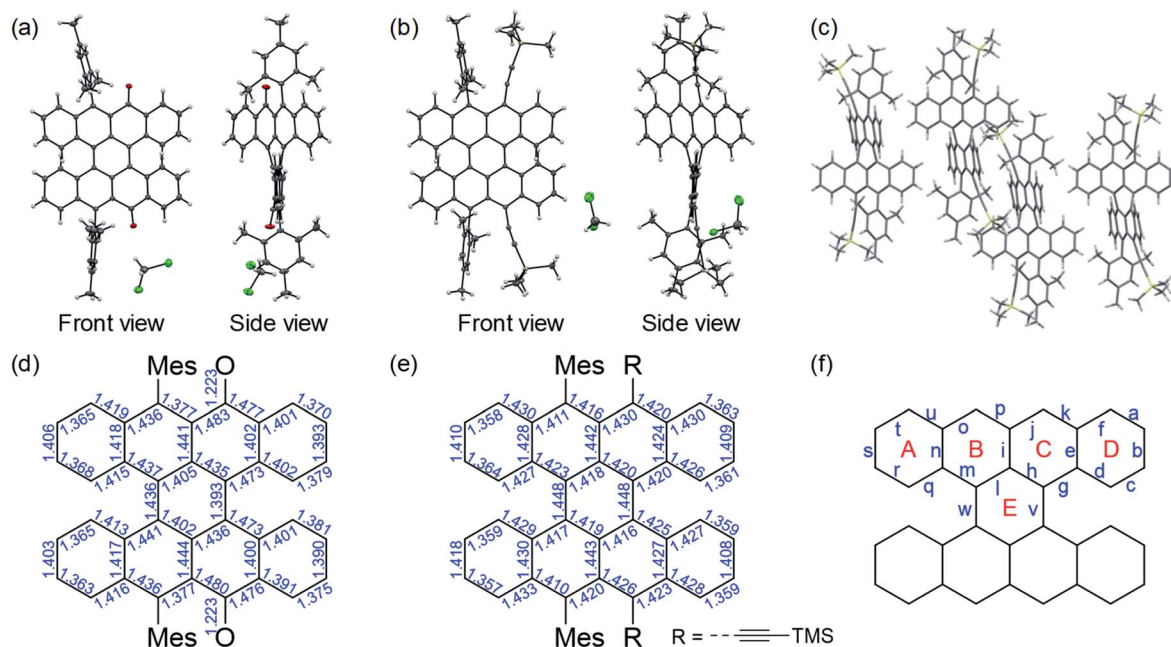 (a)
(b)
(c)
Front view
Side view
Front view
Side view
(d)
Mes O
1.223
1.419 1.377 1.477 1.370
1.365 1.436 1.483 1.401
1.406 1.418 1.441 1.402 1.393
1.368 1.437 1.435 1.402
1.415 1.405 1.473 1.379
1.436 1.393
1.413 1.402 1.473 1.381
1.365 1.441 1.436 1.401
1.403 1.417 1.444 1.400 1.390
1.363 1.436 1.480 1.391
1.416 1.377 1.476 1.375
1.223
Mes O
(e)
Mes R
1.430 1.416 1.420 1.363
1.358 1.411 1.430 1.430
1.410 1.428 1.442 1.424 1.409
1.364 1.423 1.420 1.426
1.427 1.418 1.420 1.361
1.448 1.448
1.429 1.419 1.425 1.359
1.359 1.417 1.416 1.427
1.418 1.430 1.443 1.427 1.408
1.357 1.410 1.426 1.428
1.433 1.420 1.423 1.359
Mes R
R =
TMS
(f)
u p k a
t o j f
s A n B i C e D b
r m h d
q l g c
w E v